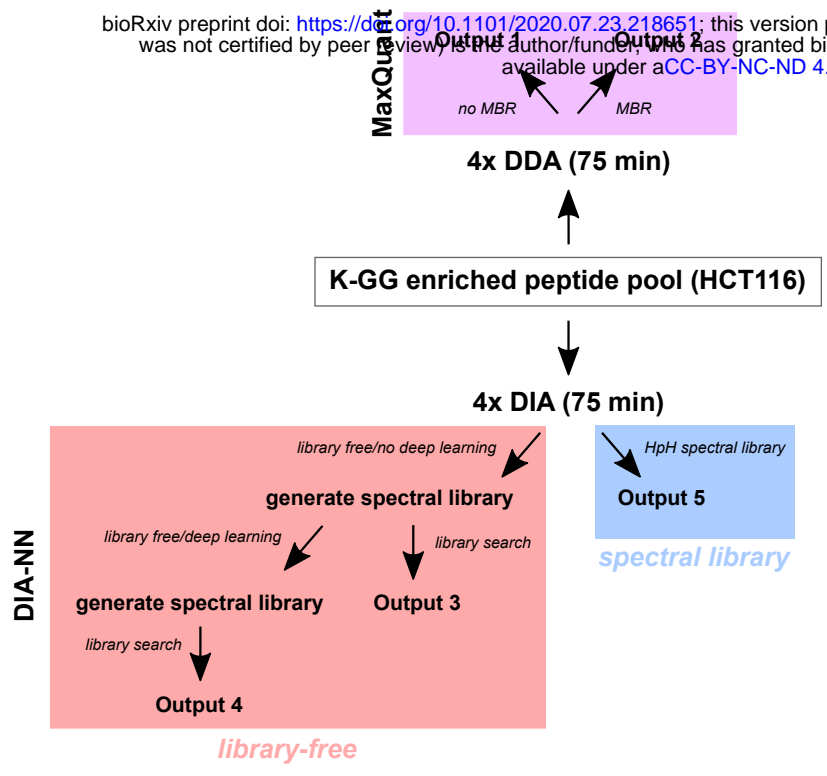 bioRxiv preprint doi: https://doi.org/10.1101/2020.07.23.218651; this version p
was not certified by peer review) is the author/funder, who has granted bi
available under aCC-BY-NC-ND 4.
MaxQuant
Output 1 Output 2
no MBR MBR
4x DDA (75 min)
K-GG enriched peptide pool (HCT116)
4x DIA (75 min)
DIA-NN
library free/no deep learning
HpH spectral library
generate spectral library
Output 5
library free/deep learning
library search
spectral library
generate spectral library
Output 3
library search
Output 4
library-free